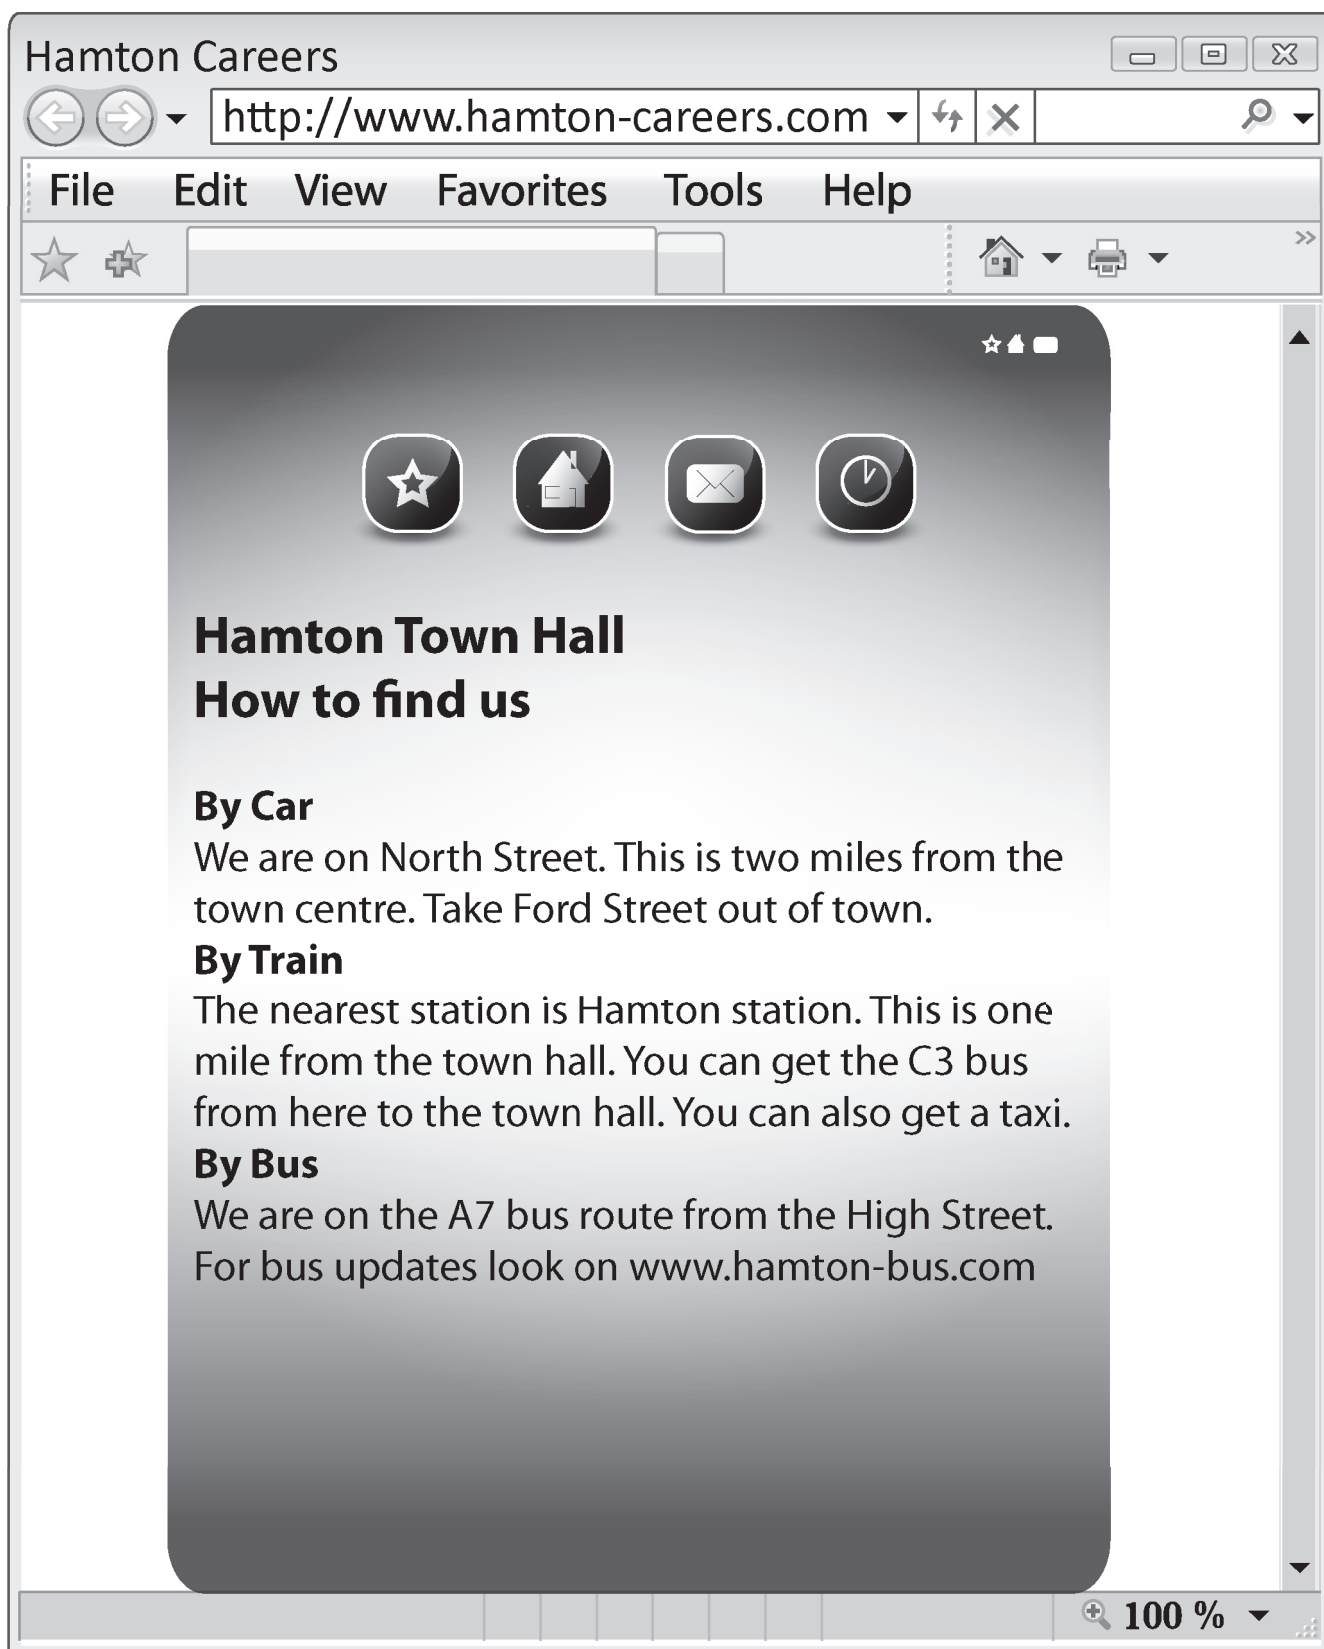 Hamton Careers
http://www.hamton-careers.com
File Edit View Favorites Tools Help
Hamton Town Hall
How to find us
By Car
We are on North Street. This is two miles from the
town centre. Take Ford Street out of town.
By Train
The nearest station is Hamton station. This is one
mile from the town hall. You can get the C3 bus
from here to the town hall. You can also get a taxi.
By Bus
We are on the A7 bus route from the High Street.
For bus updates look on www.hamton-bus.com
100 %